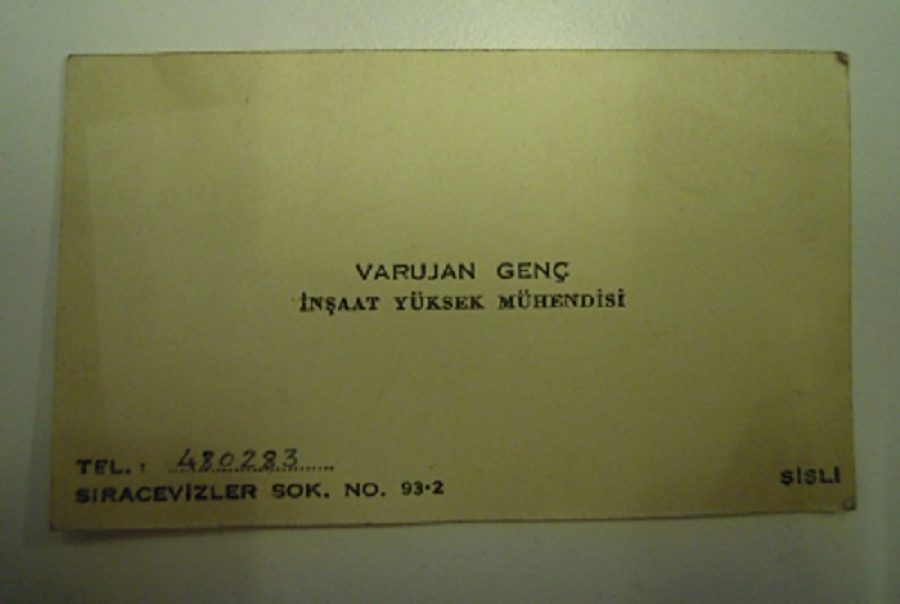 VARUJAN GENÇ
İNŞAAT YÜKSEK MÜHENDİSİ
TEL. : 480283
SIRACEVİZLER SOK. NO. 93-2
ŞİŞLİ